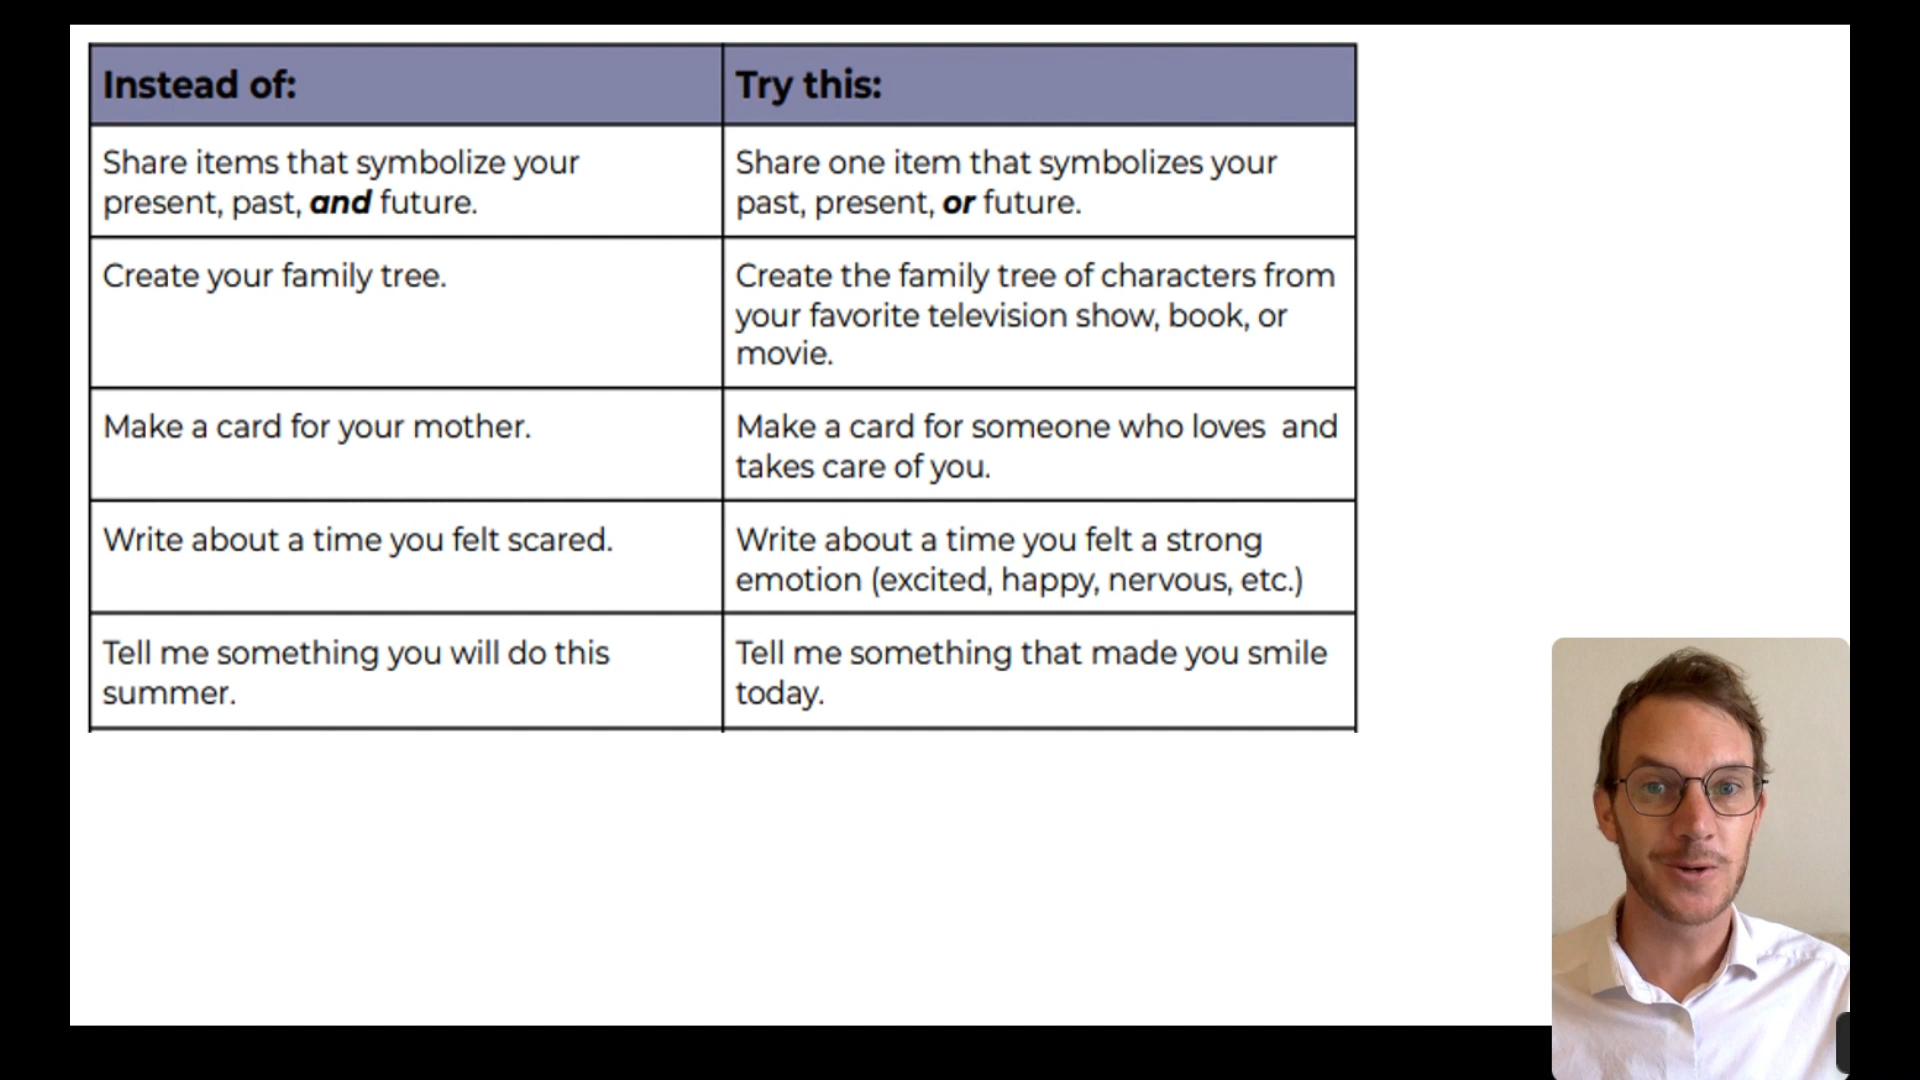 Instead of:
Try this:
Share items that symbolize your
present, past, and future.
Share one item that symbolizes your
past, present, or future.
Create your family tree.
Create the family tree of characters from
your favorite television show, book, or
movie.
Make a card for your mother.
Make a card for someone who loves  and
takes care of you.
Write about a time you felt scared.
Write about a time you felt a strong
emotion (excited, happy, nervous, etc.)
Tell me something you will do this
summer.
Tell me something that made you smile
today.